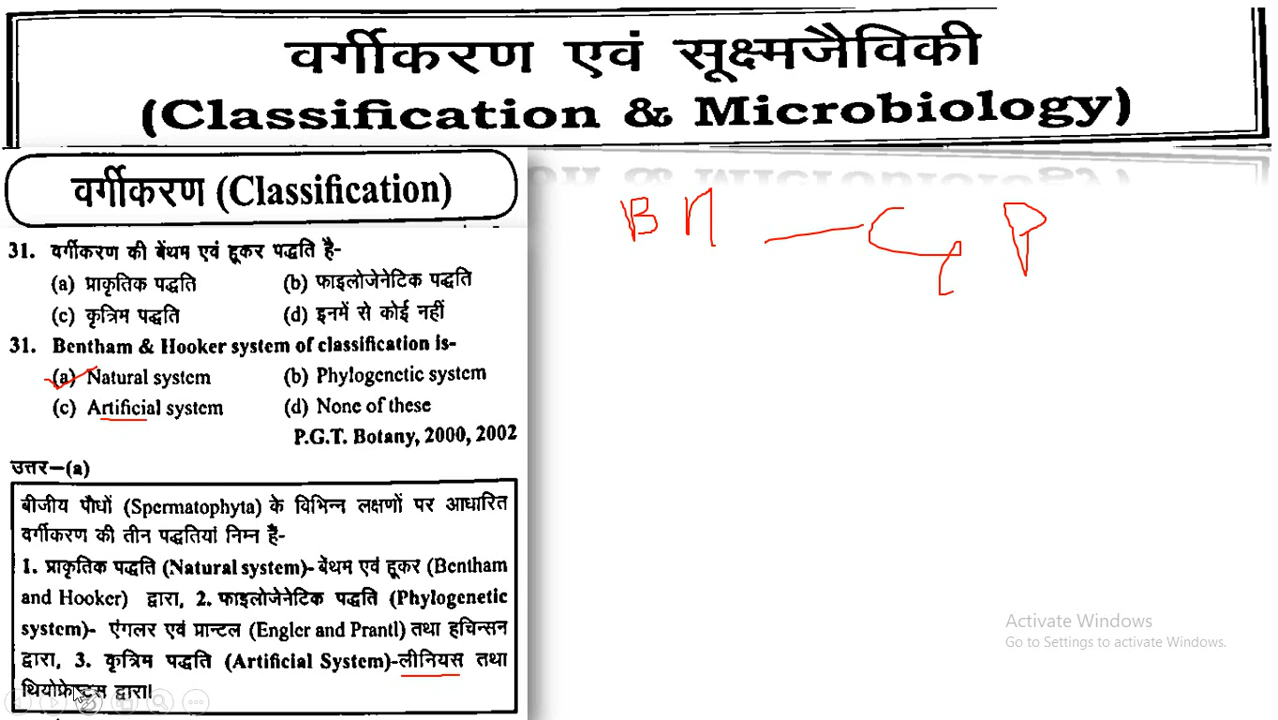 वर्गीकरण एवं सूक्ष्मजैविकी
(Classification & Microbiology)
वर्गीकरण (Classification)
31. वर्गीकरण की बेंथम एवं हूकर पद्धति है-
(a) प्राकृतिक पद्धति (b) फाइलोजेनेटिक पद्धति
(c) कृत्रिम पद्धति (d) इनमें से कोई नहीं
31. Bentham & Hooker system of classification is-
(a) Natural system (b) Phylogenetic system
(c) Artificial system (d) None of these
P.G.T. Botany, 2000, 2002
उत्तर–(a)
बीजीय पौधों (Spermatophyta) के विभिन्न लक्षणों पर आधारित
वर्गीकरण की तीन पद्धतियां निम्न हैं-
1. प्राकृतिक पद्धति (Natural system)- बेंथम एवं हूकर (Bentham
and Hooker) द्वारा, 2. फाइलोजेनेटिक पद्धति (Phylogenetic
system)- एंगलर एवं प्रान्टल (Engler and Prantl) तथा हचिन्सन
द्वारा, 3. कृत्रिम पद्धति (Artificial System)-लीनियस तथा
थियोफ्रेस्टस द्वारा।
B H
P
Activate Windows
Go to Settings to activate Windows.